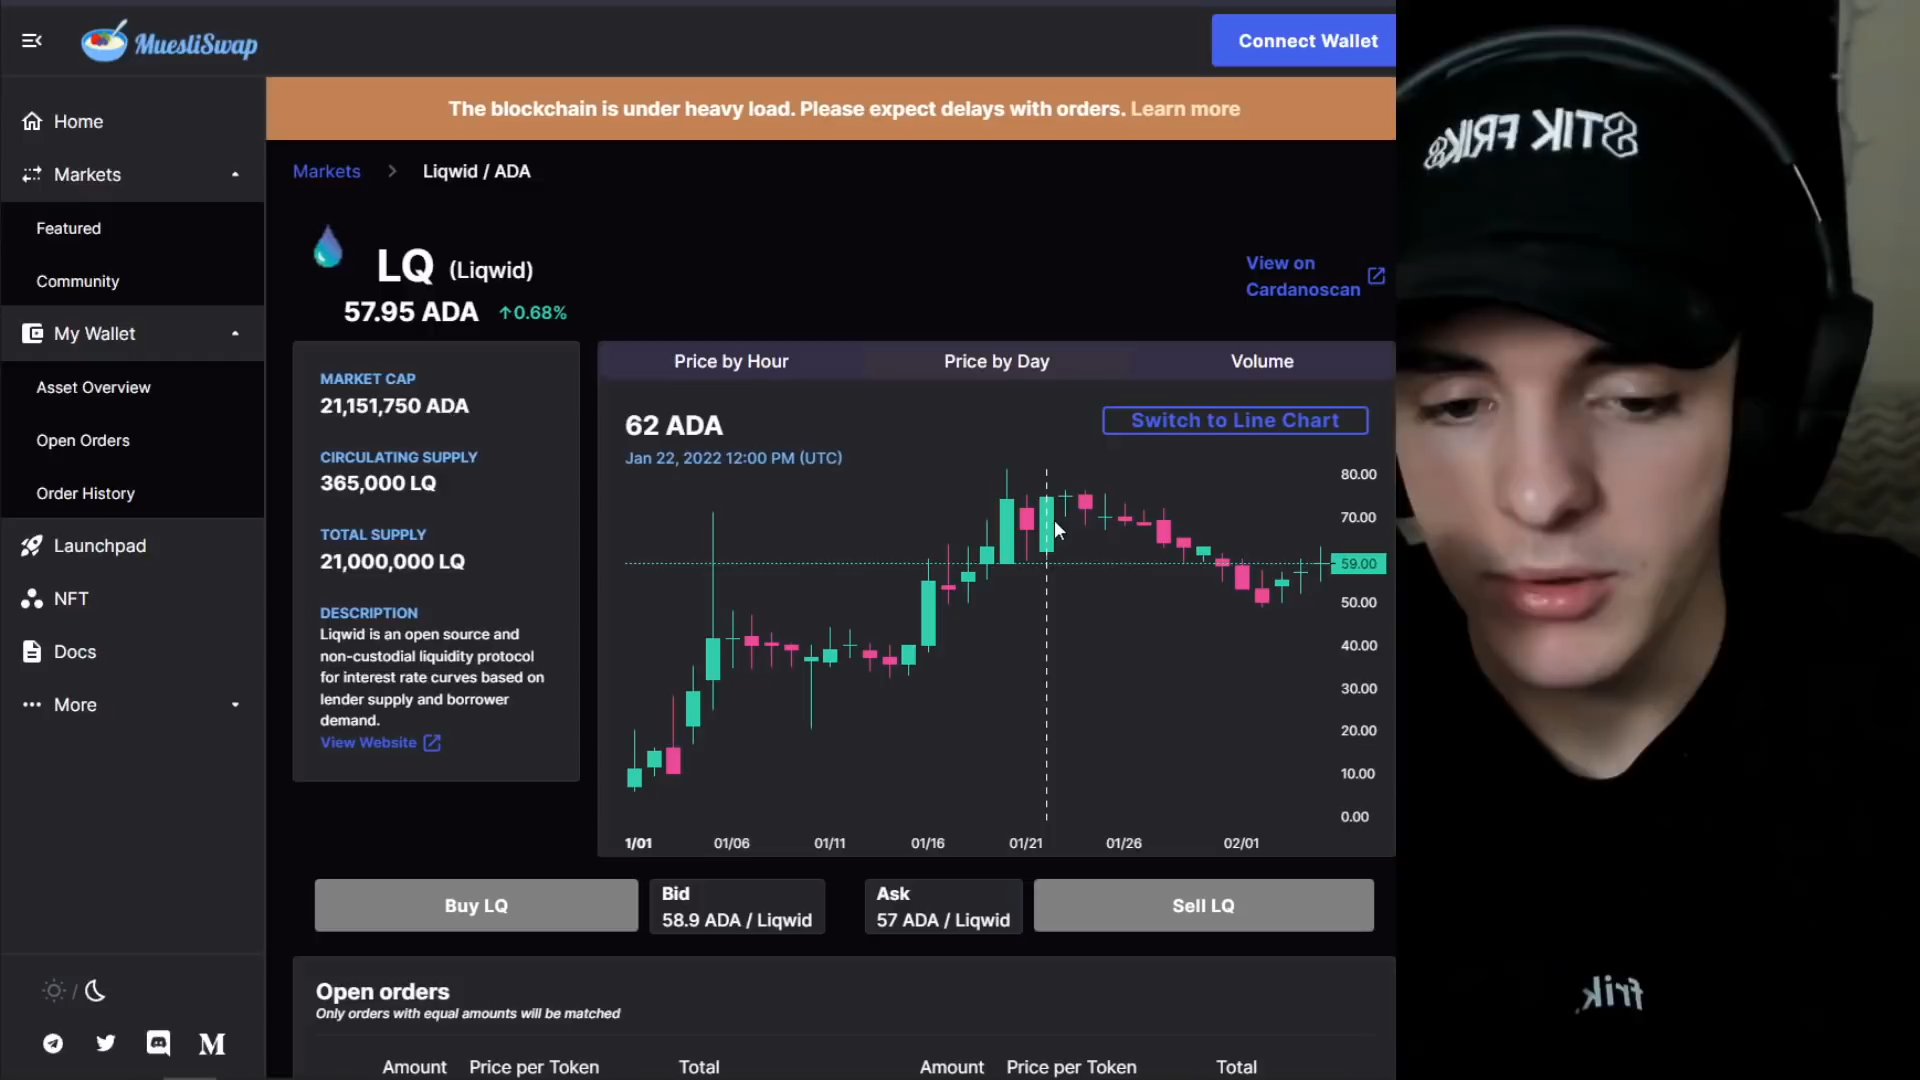 MuesliSwap
Connect Wallet
The blockchain is under heavy load. Please expect delays with orders. Learn more
Home
Markets
Featured
Community
My Wallet
Asset Overview
Open Orders
Order History
Launchpad
NFT
Docs
More
/
M
Markets > Liqwid / ADA
LQ (Liqwid)
57.95 ADA ↑0.68%
View on
Cardanoscan
MARKET CAP
21,151,750 ADA
CIRCULATING SUPPLY
365,000 LQ
TOTAL SUPPLY
21,000,000 LQ
DESCRIPTION
Liqwid is an open source and
non-custodial liquidity protocol
for interest rate curves based on
lender supply and borrower
demand.
View Website
Price by Hour Price by Day Volume
62 ADA
Switch to Line Chart
Jan 22, 2022 12:00 PM (UTC)
80.00
70.00
59.00
50.00
40.00
30.00
20.00
10.00
0.00
1/01 01/06 01/11 01/16 01/21 01/26 02/01
Buy LQ
Bid
58.9 ADA / Liqwid
Ask
57 ADA / Liqwid
Sell LQ
Open orders
Only orders with equal amounts will be matched
Amount Price per Token Total Amount Price per Token Total
STIK FRIK8
frik.